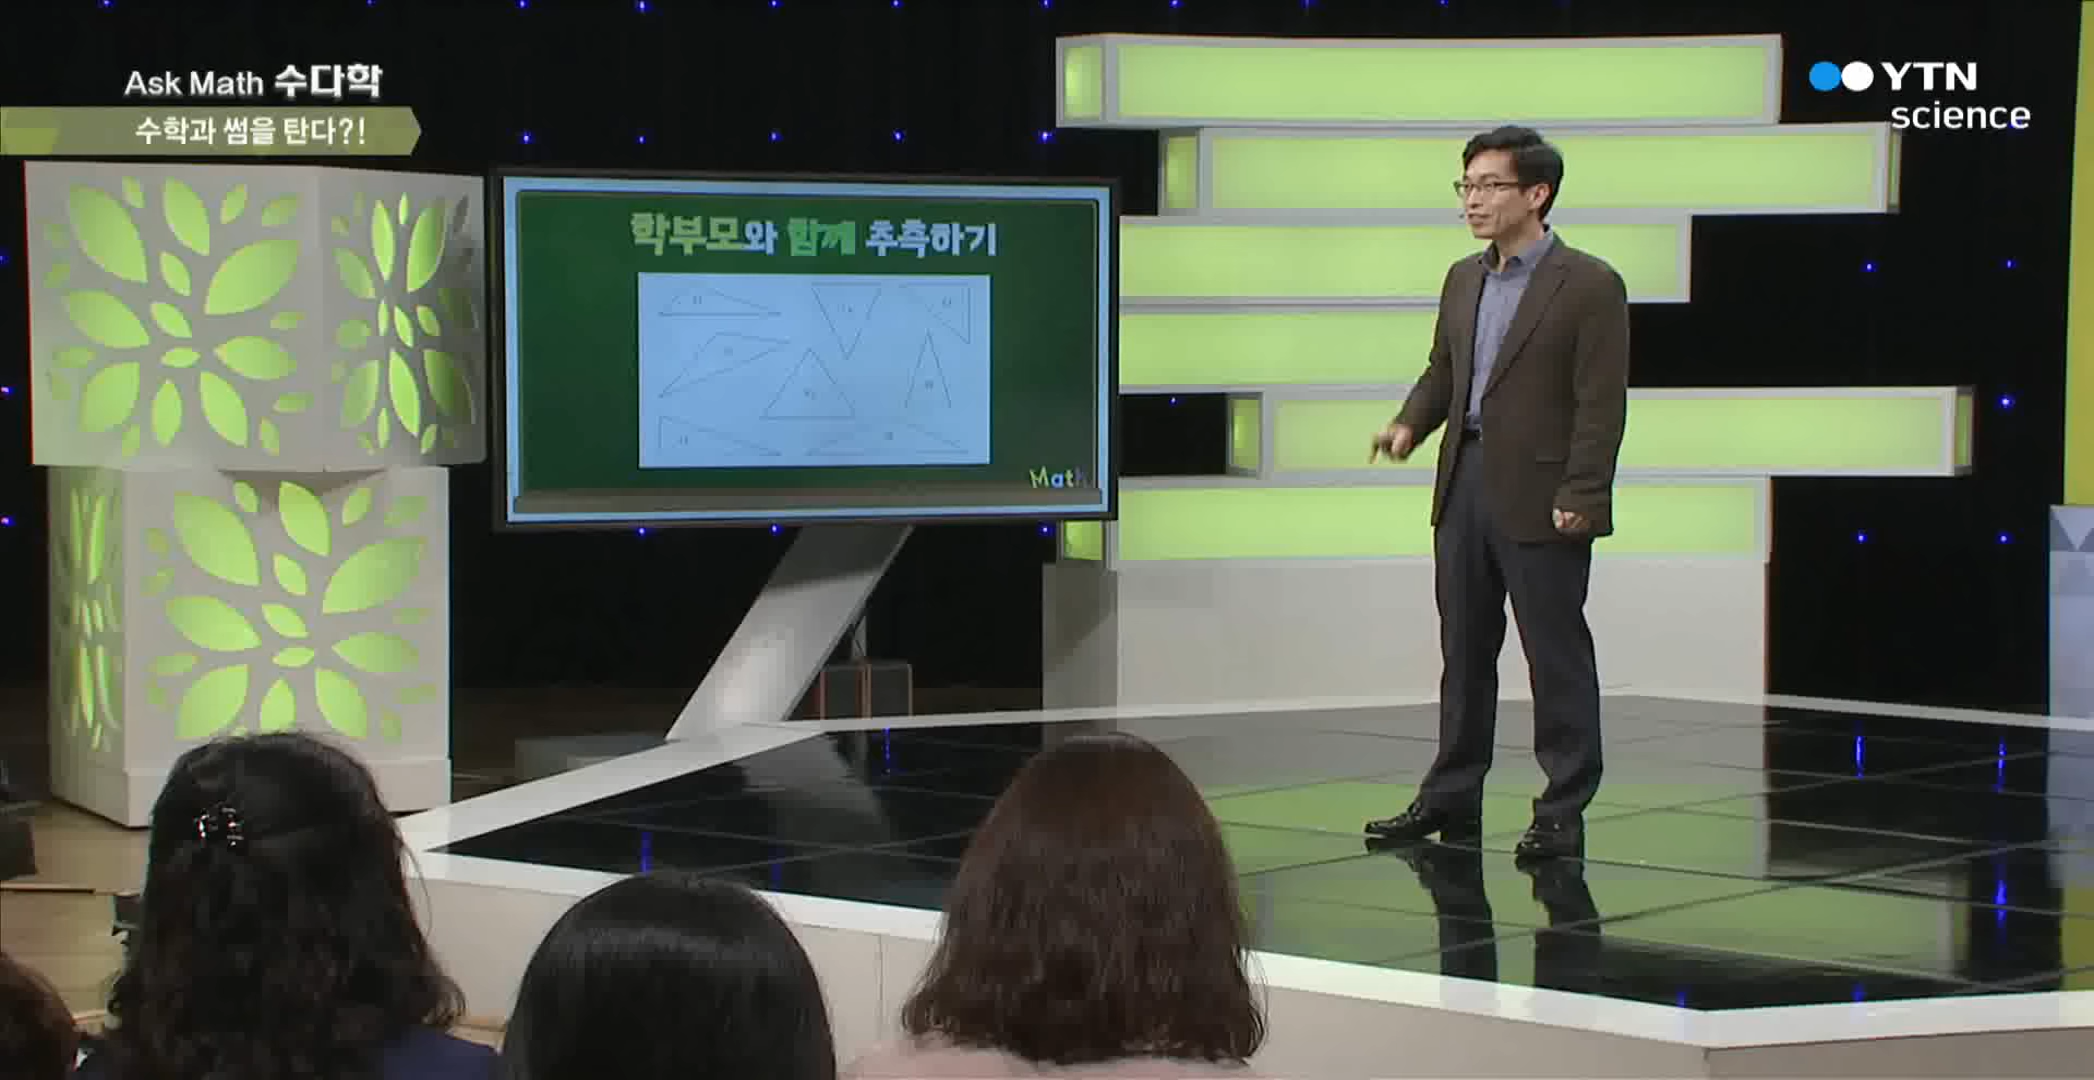 Ask Math 수다학
수학과 썸을 탄다?!
YTN
science
학부모와 함께 추측하기
Math